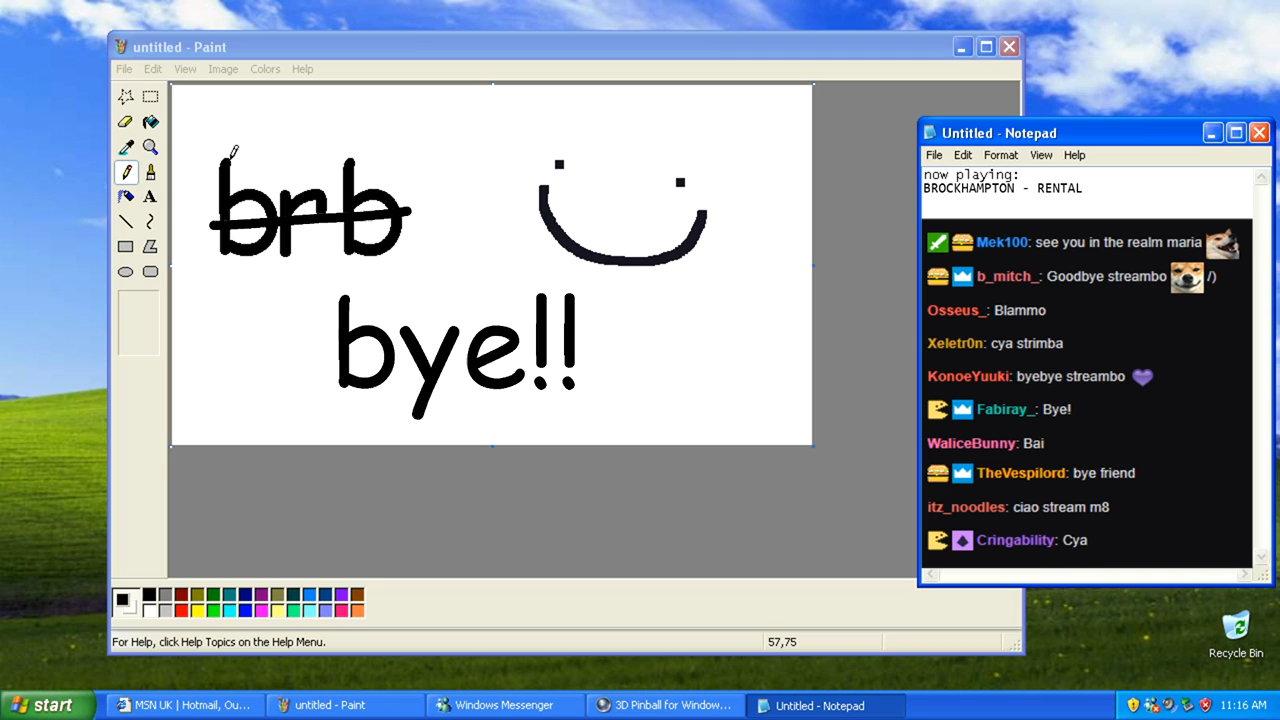 untitled - Paint
File Edit View Image Colors Help
brb
bye!!
For Help, click Help Topics on the Help Menu.
57,75
Untitled - Notepad
File Edit Format View Help
now playing:
BROCKHAMPTON - RENTAL
Mek100: see you in the realm maria
b_mitch_: Goodbye streambo /)
Osseus_: Blammo
Xeletr0n: cya strimba
KonoeYuuki: byebye streambo
Fabiray_: Bye!
WaliceBunny: Bai
TheVespilord: bye friend
itz_noodles: ciao stream m8
Cringability: Cya
Recycle Bin
start
MSN UK | Hotmail, Ou...
untitled - Paint
Windows Messenger
3D Pinball for Window...
Untitled - Notepad
11:16 AM